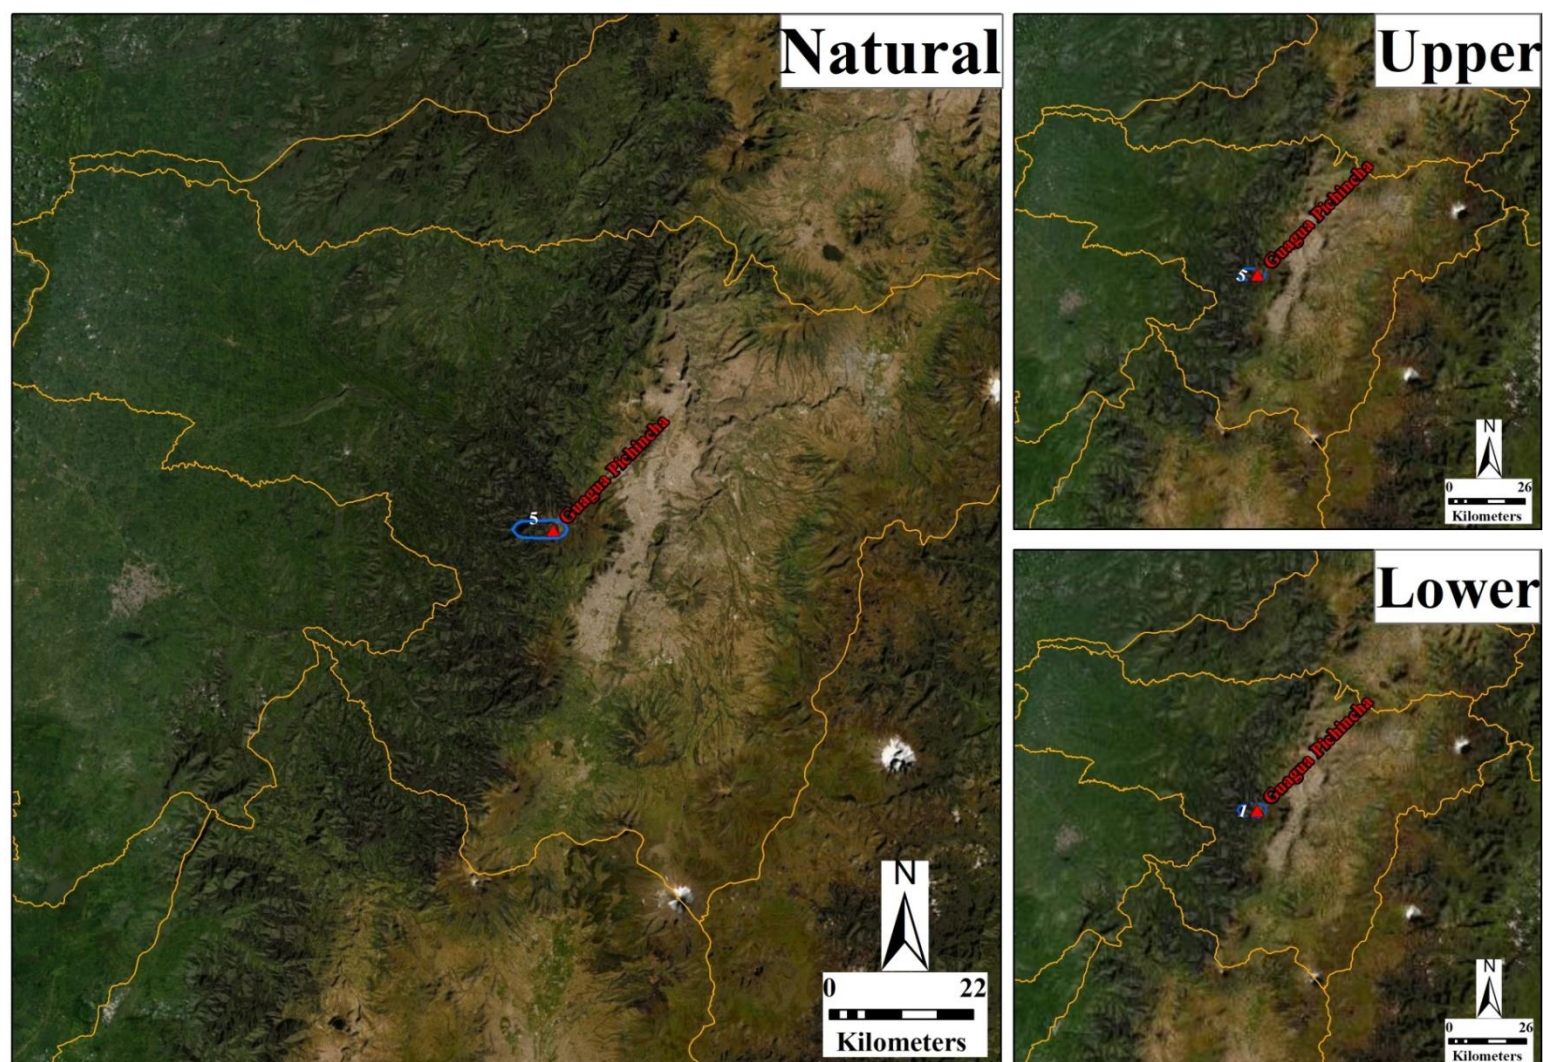 Natural
Guagua Pichincha
5
N
0 22
Kilometers
Upper
Guagua Pichincha
5
N
0 26
Kilometers
Lower
Guagua Pichincha
1
N
0 26
Kilometers